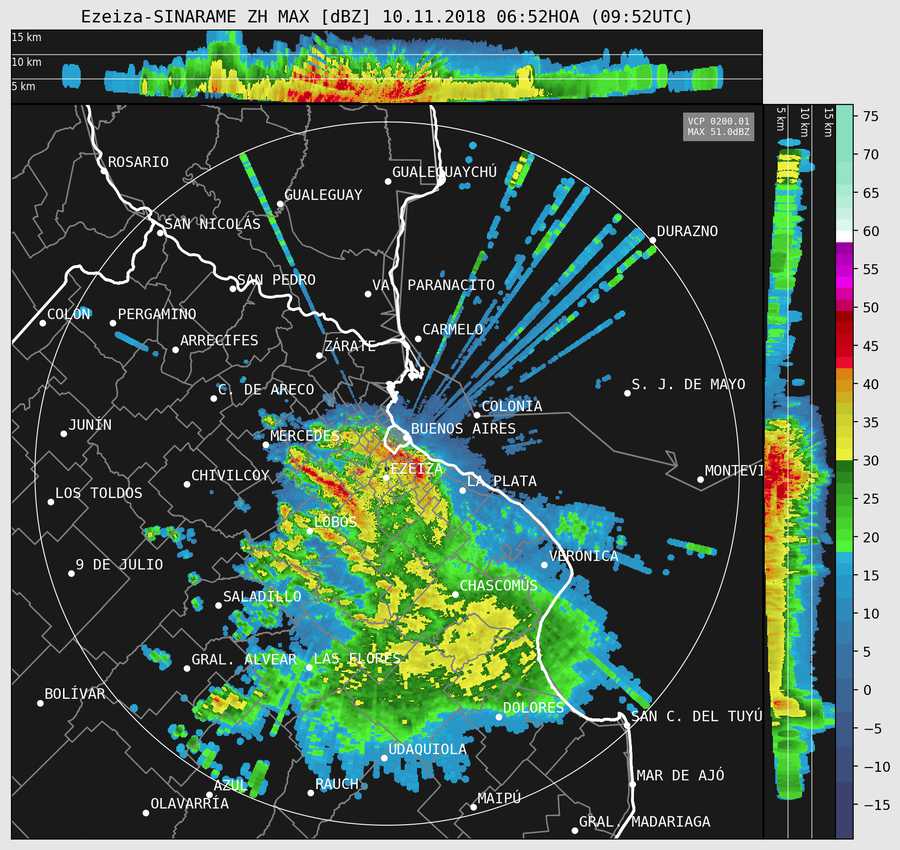 Ezeiza-SINARAME ZH MAX [dBZ] 10.11.2018 06:52HOA (09:52UTC)
15 km
10 km
5 km
VCP 0200.01
MAX 51.0dBZ
5 km
10 km
15 km
ROSARIO
GUALEGUAYCHÚ
GUALEGUAY
SAN NICOLÁS
DURAZNO
SAN PEDRO
VA. PARANACITO
COLÓN
PERGAMINO
CARMELO
ARRECIFES
ZÁRATE
C. DE ARECO
S. J. DE MAYO
COLONIA
JUNÍN
MERCEDES
BUENOS AIRES
EZEIZA
CHIVILCOY
LA PLATA
MONTEVI
LOS TOLDOS
LOBOS
9 DE JULIO
VERÓNICA
CHASCOMÚS
SALADILLO
GRAL. ALVEAR
LAS FLORES
BOLÍVAR
DOLORES
SAN C. DEL TUYÚ
UDAQUIOLA
MAR DE AJÓ
AZUL
RAUCH
OLAVARRÍA
MAIPÚ
GRAL. MADARIAGA
75
70
65
60
55
50
45
40
35
30
25
20
15
10
5
0
−5
−10
−15